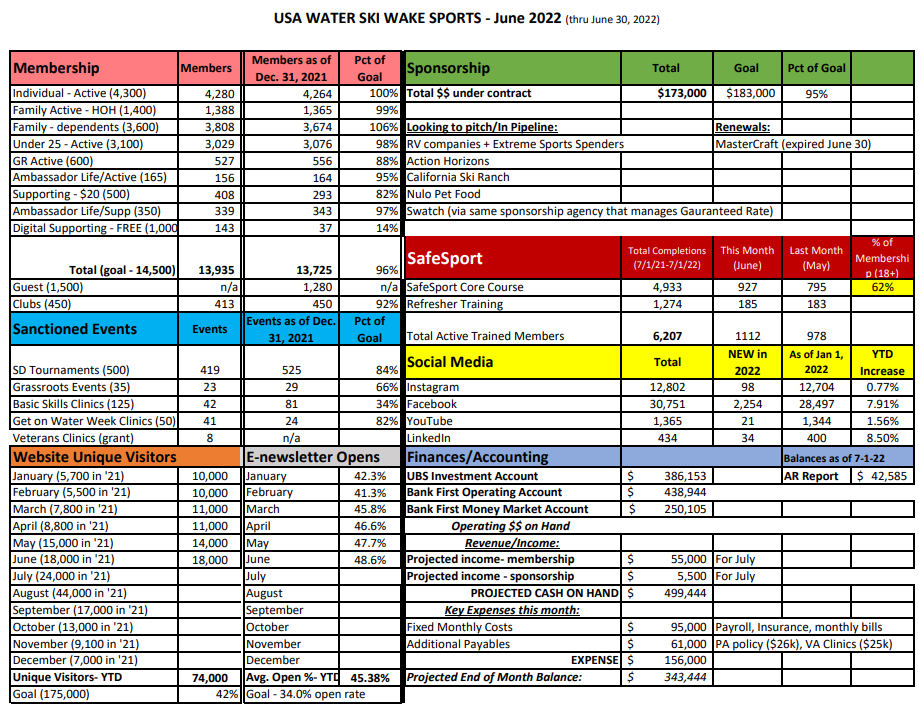 USA WATER SKI WAKE SPORTS - June 2022 (thru June 30, 2022)
Membership Members Members as of Dec. 31, 2021 Pct of Goal
Individual - Active (4,300) 4,280 4,264 100%
Family Active - HOH (1,400) 1,388 1,365 99%
Family - dependents (3,600) 3,808 3,674 106%
Under 25 - Active (3,100) 3,029 3,076 98%
GR Active (600) 527 556 88%
Ambassador Life/Active (165) 156 164 95%
Supporting - $20 (500) 408 293 82%
Ambassador Life/Supp (350) 339 343 97%
Digital Supporting - FREE (1,000 143 37 14%
Total (goal - 14,500) 13,935 13,725 96%
Guest (1,500) n/a 1,280 n/a
Clubs (450) 413 450 92%
Sanctioned Events Events Events as of Dec. 31, 2021 Pct of Goal
SD Tournaments (500) 419 525 84%
Grassroots Events (35) 23 29 66%
Basic Skills Clinics (125) 42 81 34%
Get on Water Week Clinics (50) 41 24 82%
Veterans Clinics (grant) 8 n/a
Website Unique Visitors
January (5,700 in '21) 10,000
February (5,500 in '21) 10,000
March (7,800 in '21) 11,000
April (8,800 in '21) 11,000
May (15,000 in '21) 14,000
June (18,000 in '21) 18,000
July (24,000 in '21)
August (44,000 in '21)
September (17,000 in '21)
October (13,000 in '21)
November (9,100 in '21)
December (7,000 in '21)
Unique Visitors- YTD 74,000
Goal (175,000) 42%
E-newsletter Opens
January 42.3%
February 41.3%
March 45.8%
April 46.6%
May 47.7%
June 48.6%
July
August
September
October
November
December
Avg. Open %- YTD 45.38%
Goal - 34.0% open rate
Sponsorship Total Goal Pct of Goal
Total $$ under contract $173,000 $183,000 95%
Looking to pitch/In Pipeline: Renewals:
RV companies + Extreme Sports Spenders MasterCraft (expired June 30)
Action Horizons
California Ski Ranch
Nulo Pet Food
Swatch (via same sponsorship agency that manages Gauranteed Rate)
SafeSport Total Completions (7/1/21-7/1/22) This Month (June) Last Month (May) % of Membershi p (18+)
SafeSport Core Course 4,933 927 795 62%
Refresher Training 1,274 185 183
Total Active Trained Members 6,207 1112 978
Social Media Total NEW in 2022 As of Jan 1, 2022 YTD Increase
Instagram 12,802 98 12,704 0.77%
Facebook 30,751 2,254 28,497 7.91%
YouTube 1,365 21 1,344 1.56%
LinkedIn 434 34 400 8.50%
Finances/Accounting Balances as of 7-1-22
UBS Investment Account $ 386,153 AR Report $ 42,585
Bank First Operating Account $ 438,944
Bank First Money Market Account $ 250,105
Operating $$ on Hand
Revenue/Income:
Projected income- membership $ 55,000 For July
Projected income - sponsorship $ 5,500 For July
PROJECTED CASH ON HAND $ 499,444
Key Expenses this month:
Fixed Monthly Costs $ 95,000 Payroll, Insurance, monthly bills
Additional Payables $ 61,000 PA policy ($26k), VA Clinics ($25k)
EXPENSE $ 156,000
Projected End of Month Balance: $ 343,444